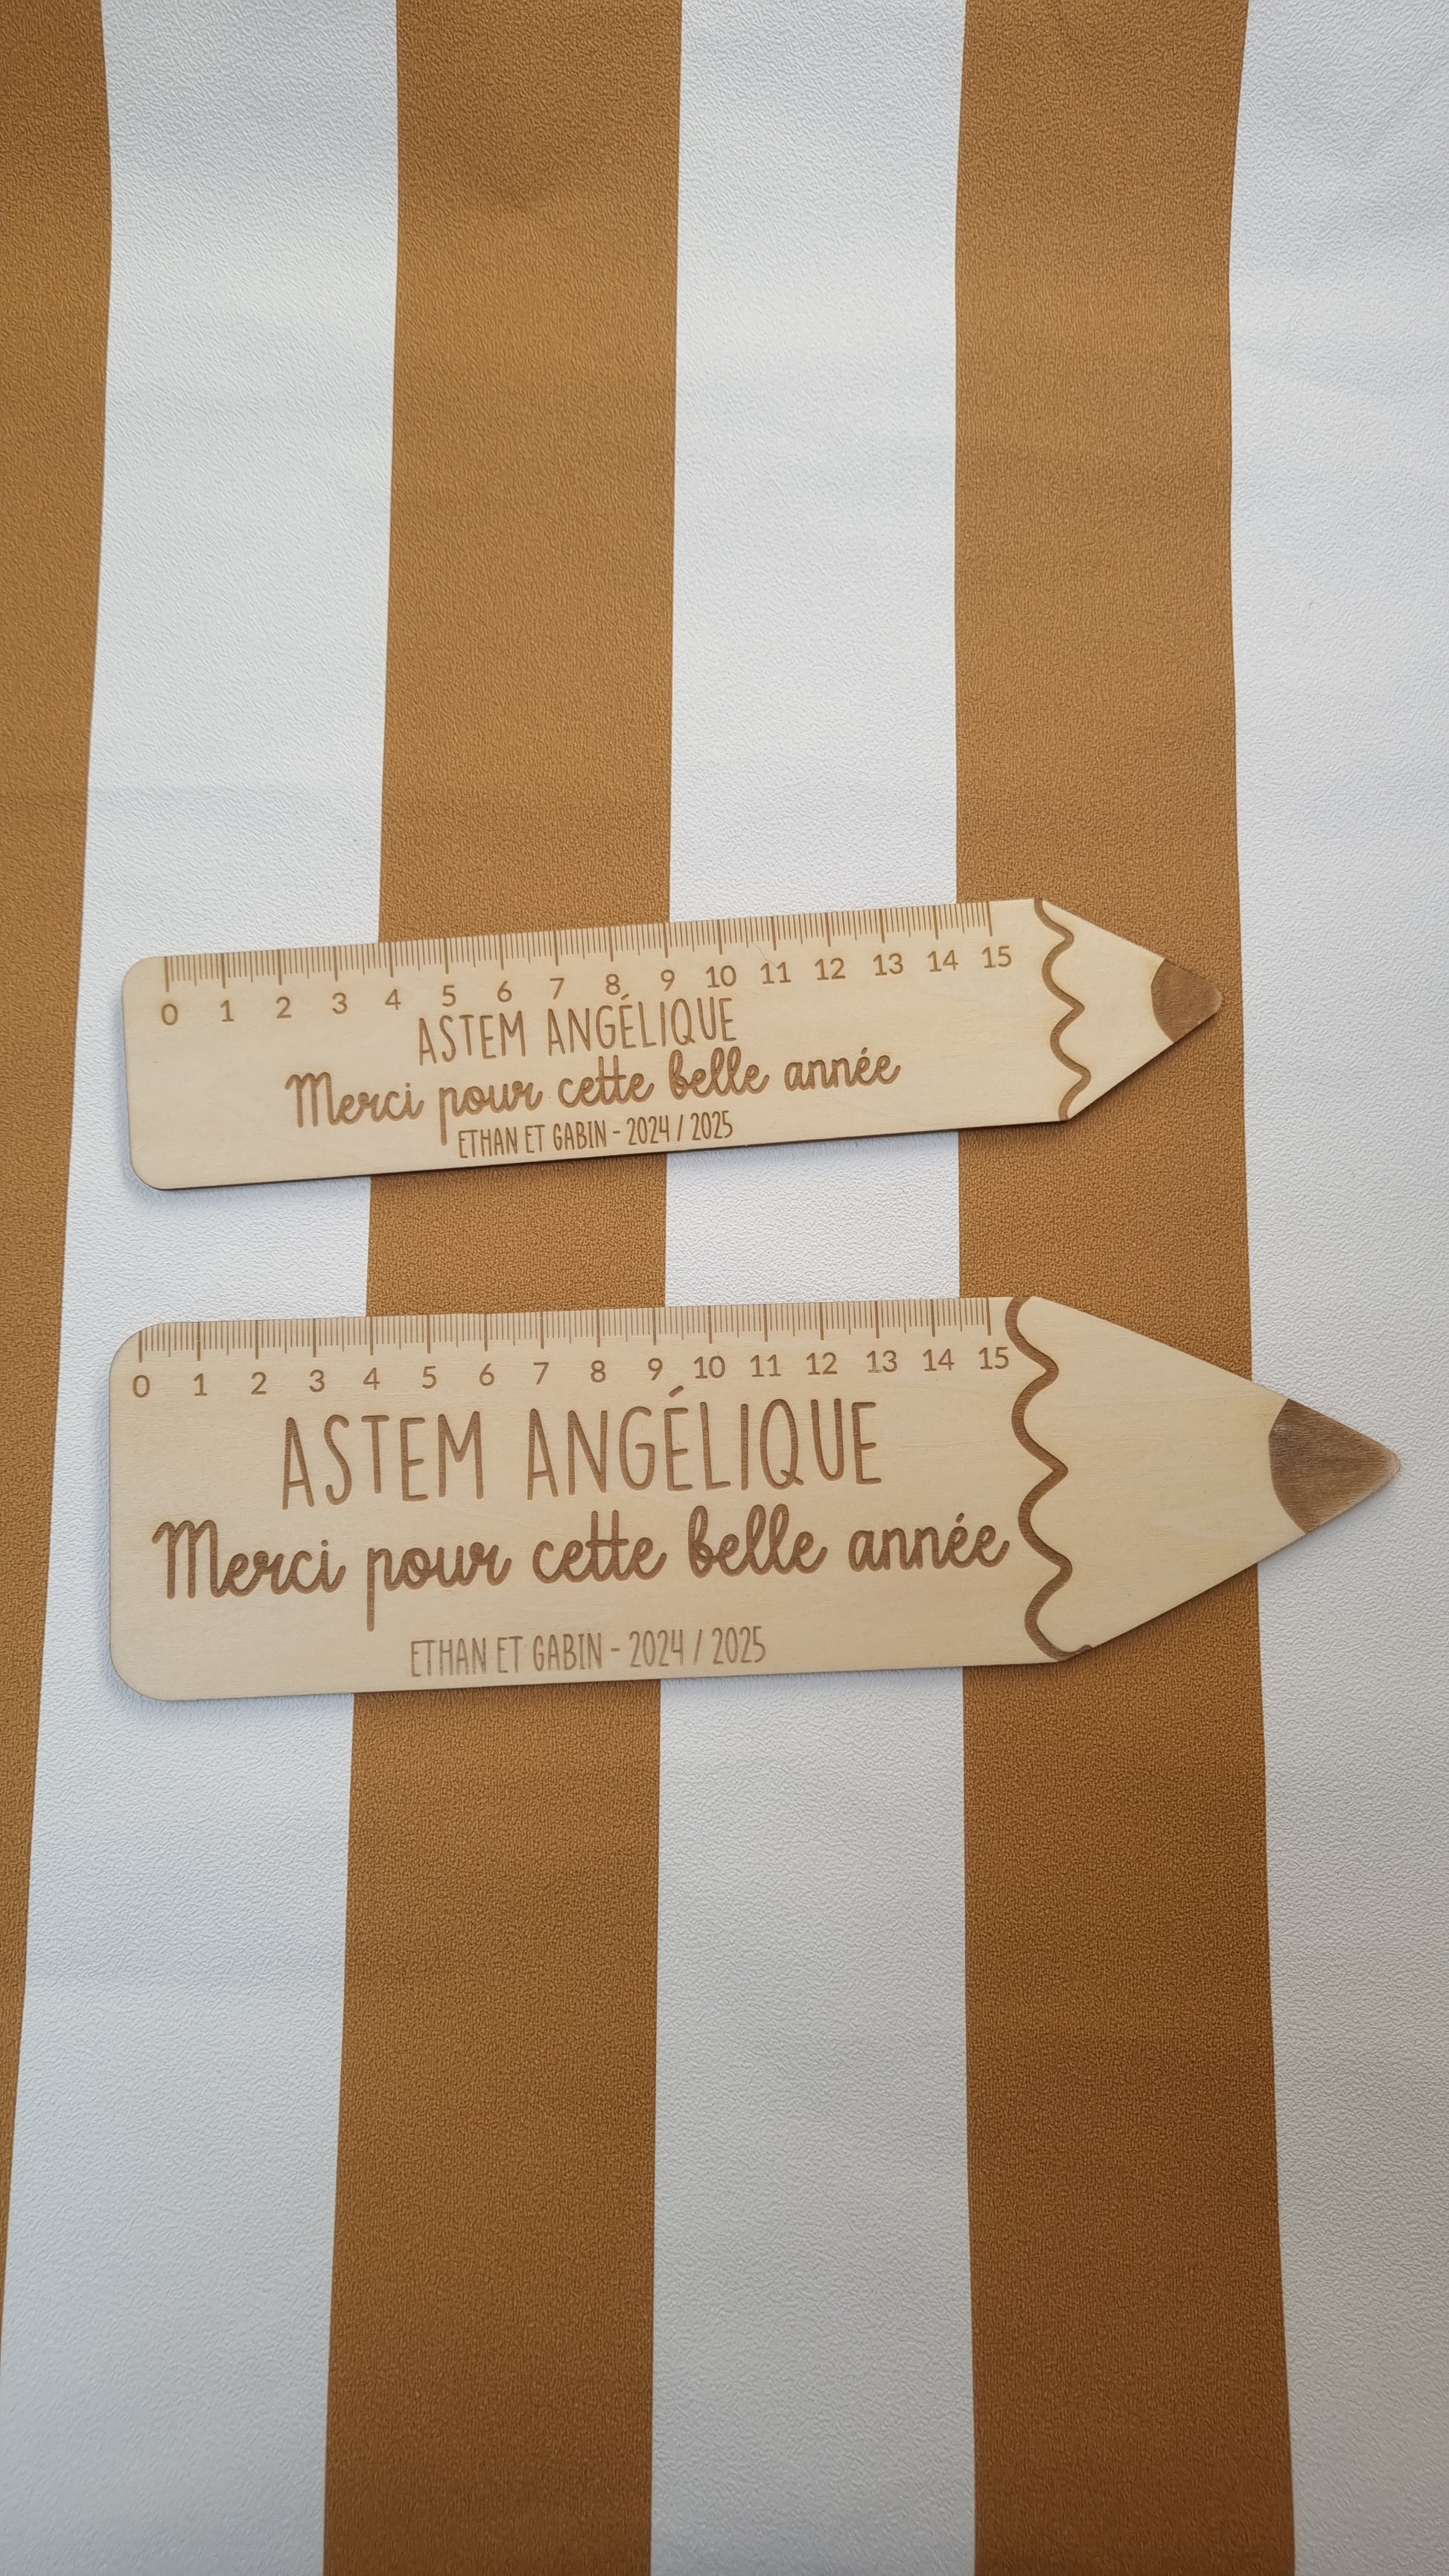 0 1 2 3 4 5 6 7 8 9 10 11 12 13 14 15
ASTEM ANGÉLIQUE
Merci pour cette belle année
ETHAN ET GABIN - 2024 / 2025
0 1 2 3 4 5 6 7 8 9 10 11 12 13 14 15
ASTEM ANGÉLIQUE
Merci pour cette belle année
ETHAN ET GABIN - 2024 / 2025